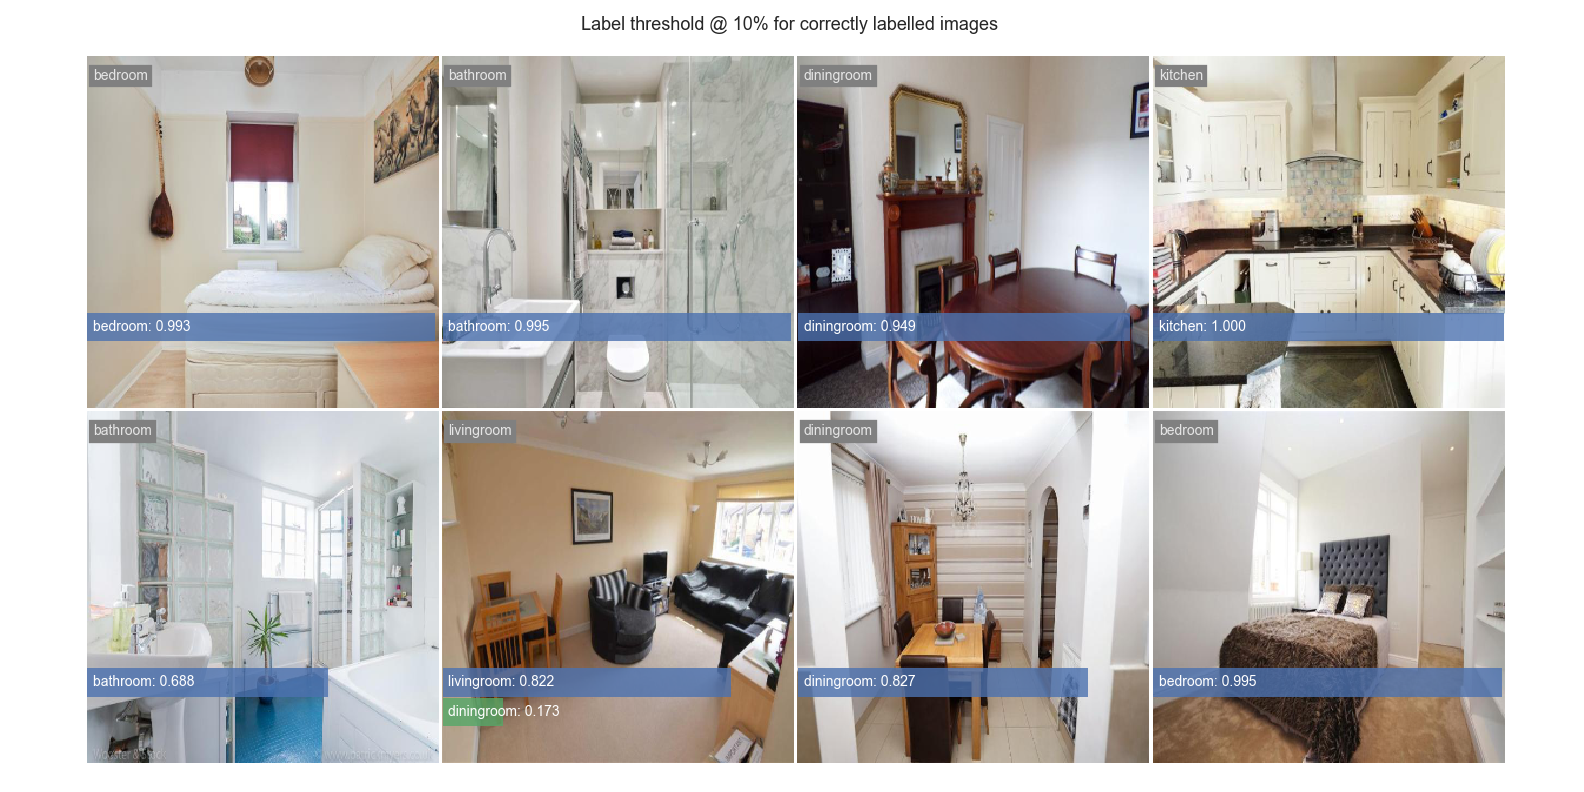 Label threshold @ 10% for correctly labelled images
bedroom
bathroom
diningroom
kitchen
bedroom: 0.993
bathroom: 0.995
diningroom: 0.949
kitchen: 1.000
bathroom
livingroom
diningroom
bedroom
bathroom: 0.688
livingroom: 0.822
diningroom: 0.827
bedroom: 0.995
diningroom: 0.173